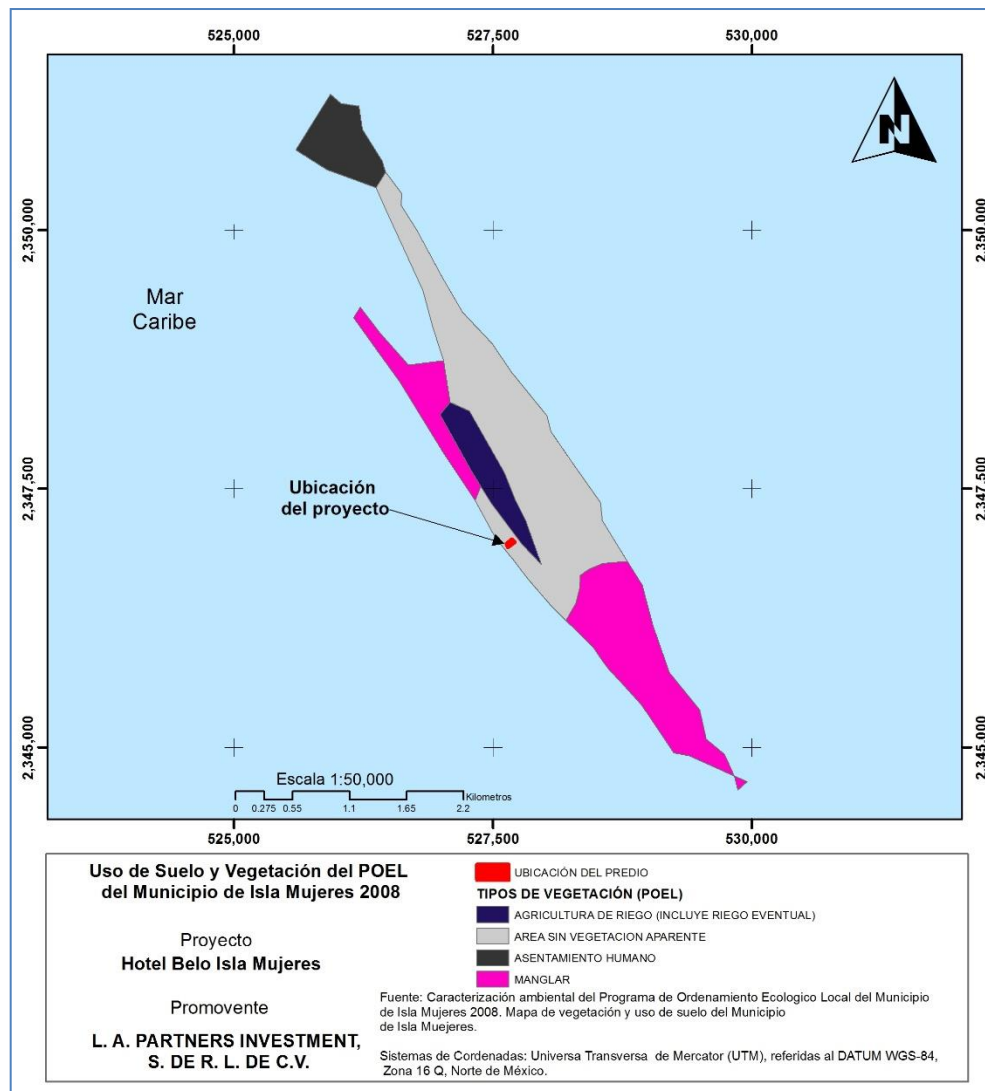 525,000
527,500
530,000
N
2,350,000
2,350,000
Mar
Caribe
2,347,500
2,347,500
Ubicación
del proyecto
2,345,000
2,345,000
Escala 1:50,000
Kilometros
0 0.275 0.55 1.1 1.65 2.2
525,000
527,500
530,000
Uso de Suelo y Vegetación del POEL
del Municipio de Isla Mujeres 2008
Proyecto
Hotel Belo Isla Mujeres
Promovente
L. A. PARTNERS INVESTMENT,
S. DE R. L. DE C.V.
UBICACIÓN DEL PREDIO
TIPOS DE VEGETACIÓN (POEL)
AGRICULTURA DE RIEGO (INCLUYE RIEGO EVENTUAL)
AREA SIN VEGETACION APARENTE
ASENTAMIENTO HUMANO
MANGLAR
Fuente: Caracterización ambiental del Programa de Ordenamiento Ecologico Local del Municipio
de Isla Mujeres 2008. Mapa de vegetación y uso de suelo del Municipio
de Isla Muejeres.
Sistemas de Cordenadas: Universa Transversa de Mercator (UTM), referidas al DATUM WGS-84,
Zona 16 Q, Norte de México.